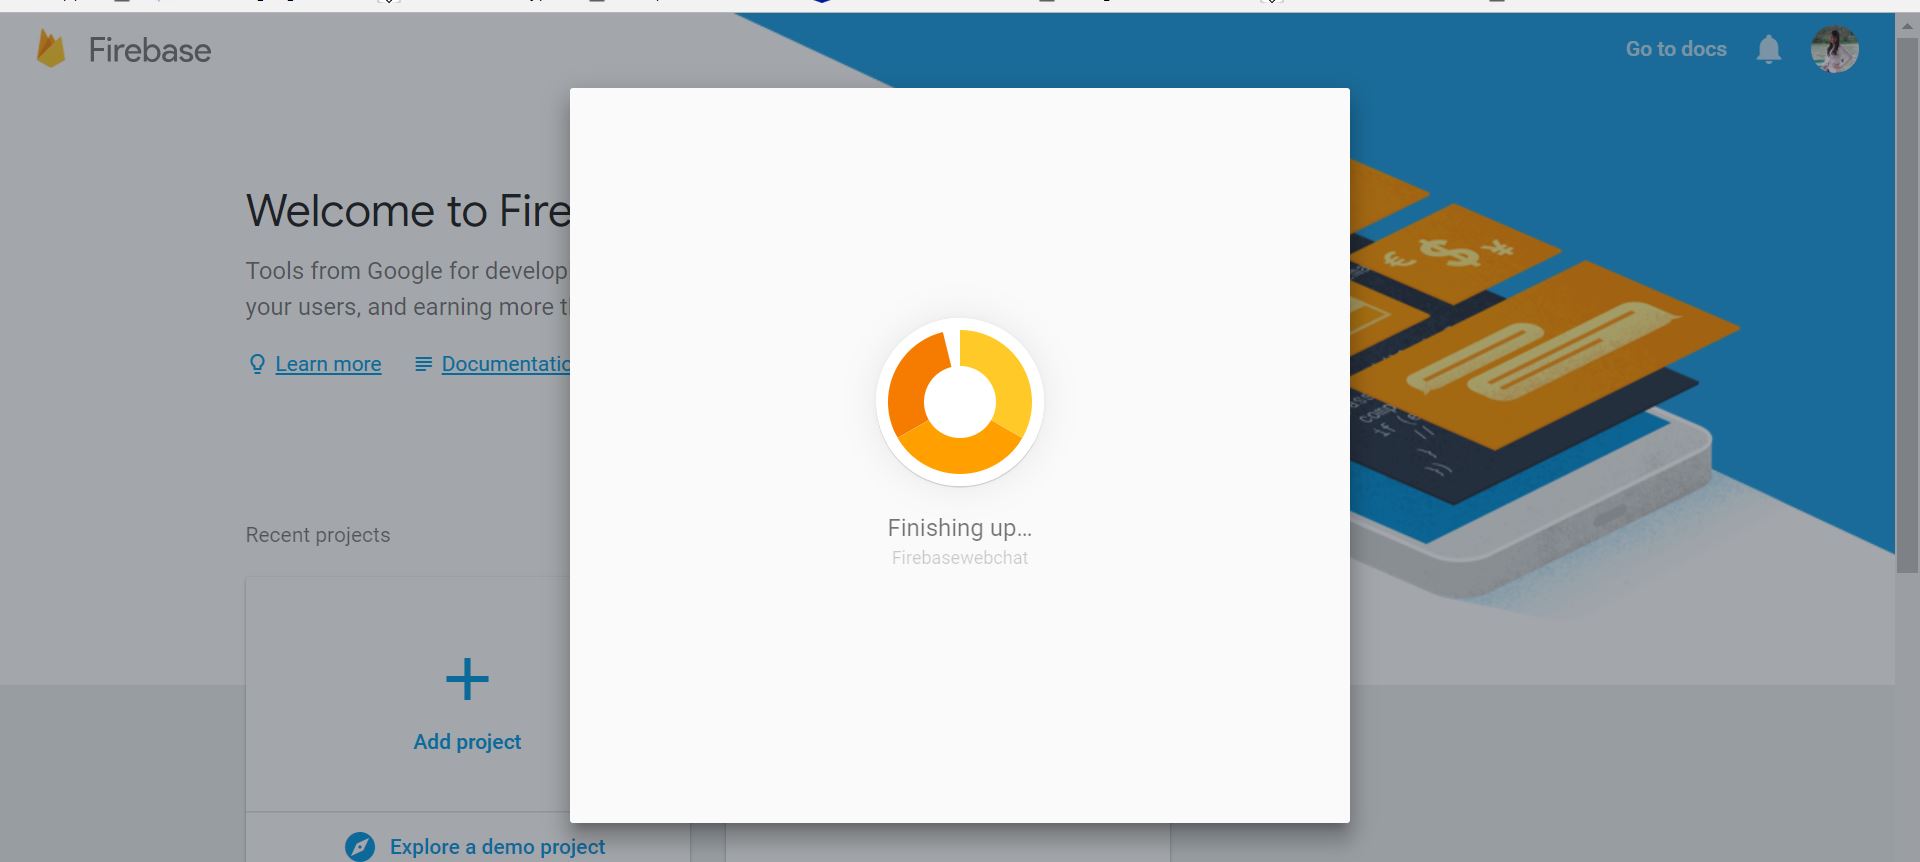 Firebase
Go to docs
Welcome to Fire
Tools from Google for develop
your users, and earning more t
Learn more
Documentatio
Finishing up...
Firebasewebchat
Recent projects
Add project
Explore a demo project